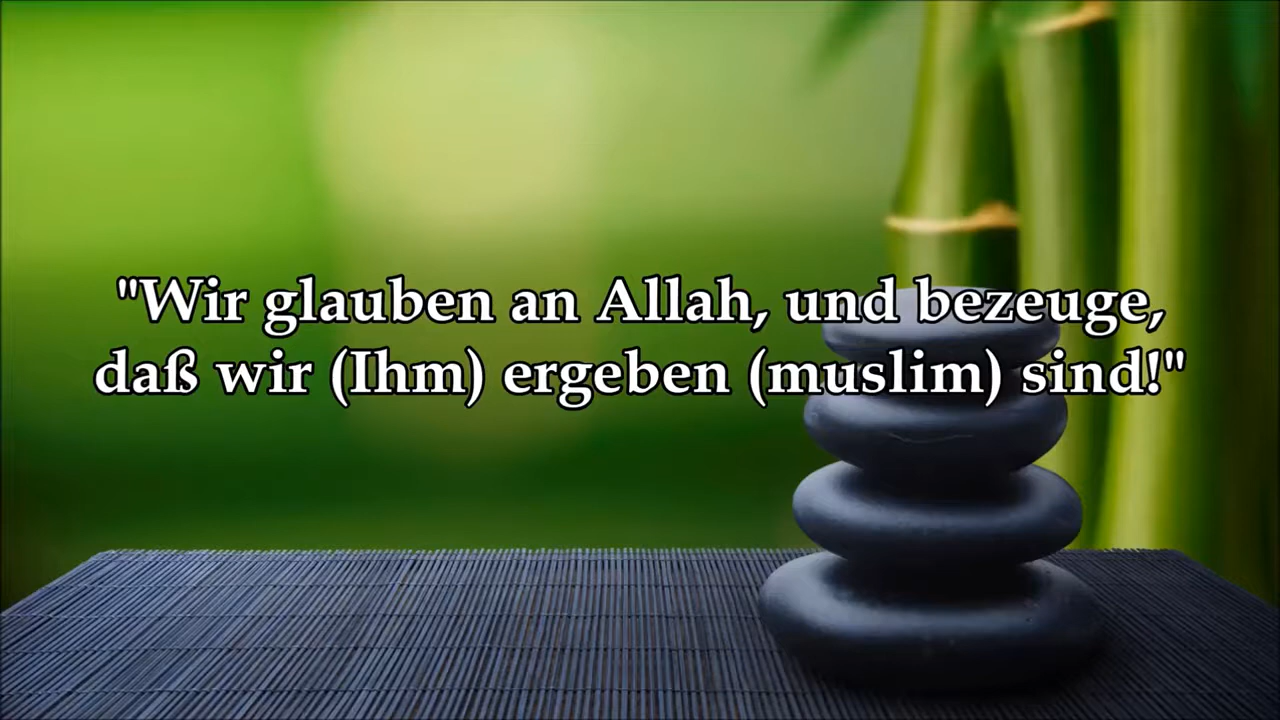 "Wir glauben an Allah, und bezeuge,
daß wir (Ihm) ergeben (muslim) sind!"